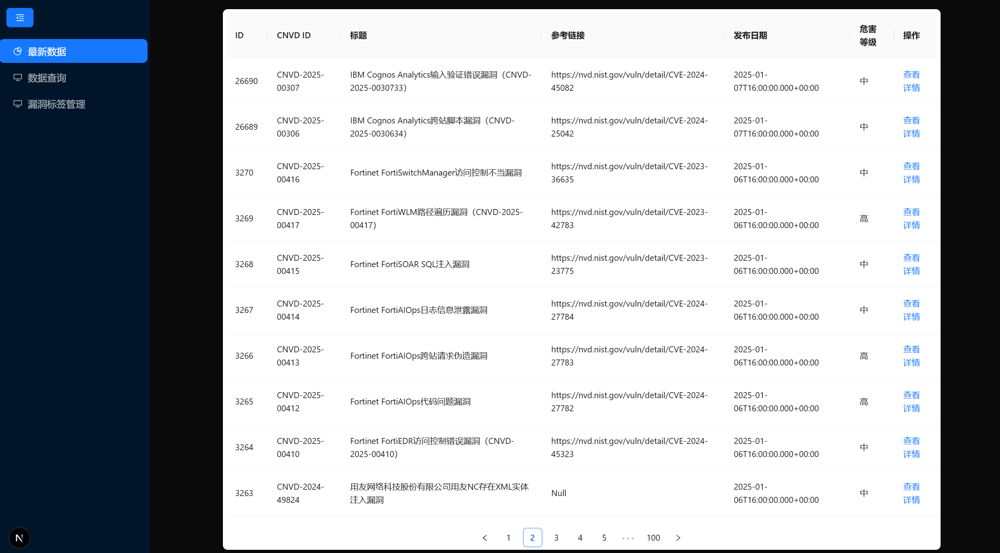 最新数据
数据查询
漏洞标签管理
N
ID CNVD ID 标题 参考链接 发布日期 危害 操作
等级
26690 CNVD-2025- IBM Cognos Analytics输入验证错误漏洞（CNVD- https://nvd.nist.gov/vuln/detail/CVE-2024- 2025-01- 中 查看
00307 2025-0030733） 45082 07T16:00:00.000+00:00 详情
26689 CNVD-2025- IBM Cognos Analytics跨站脚本漏洞（CNVD- https://nvd.nist.gov/vuln/detail/CVE-2024- 2025-01- 中 查看
00306 2025-0030634） 25042 07T16:00:00.000+00:00 详情
3270 CNVD-2025- Fortinet FortiSwitchManager访问控制不当漏洞 https://nvd.nist.gov/vuln/detail/CVE-2023- 2025-01- 中 查看
00416 36635 06T16:00:00.000+00:00 详情
3269 CNVD-2025- Fortinet FortiWLM路径遍历漏洞（CNVD-2025- https://nvd.nist.gov/vuln/detail/CVE-2023- 2025-01- 高 查看
00417 00417） 42783 06T16:00:00.000+00:00 详情
3268 CNVD-2025- Fortinet FortiSOAR SQL注入漏洞 https://nvd.nist.gov/vuln/detail/CVE-2023- 2025-01- 中 查看
00415 23775 06T16:00:00.000+00:00 详情
3267 CNVD-2025- Fortinet FortiAIOps日志信息泄露漏洞 https://nvd.nist.gov/vuln/detail/CVE-2024- 2025-01- 中 查看
00414 27784 06T16:00:00.000+00:00 详情
3266 CNVD-2025- Fortinet FortiAIOps跨站请求伪造漏洞 https://nvd.nist.gov/vuln/detail/CVE-2024- 2025-01- 高 查看
00413 27783 06T16:00:00.000+00:00 详情
3265 CNVD-2025- Fortinet FortiAIOps代码问题漏洞 https://nvd.nist.gov/vuln/detail/CVE-2024- 2025-01- 高 查看
00412 27782 06T16:00:00.000+00:00 详情
3264 CNVD-2025- Fortinet FortiEDR访问控制错误漏洞（CNVD- https://nvd.nist.gov/vuln/detail/CVE-2024- 2025-01- 中 查看
00410 2025-00410） 45323 06T16:00:00.000+00:00 详情
3263 CNVD-2024- 用友网络科技股份有限公司用友NC存在XML实体 Null 2025-01- 中 查看
49824 注入漏洞 06T16:00:00.000+00:00 详情
< 1 2 3 4 5 ••• 100 >